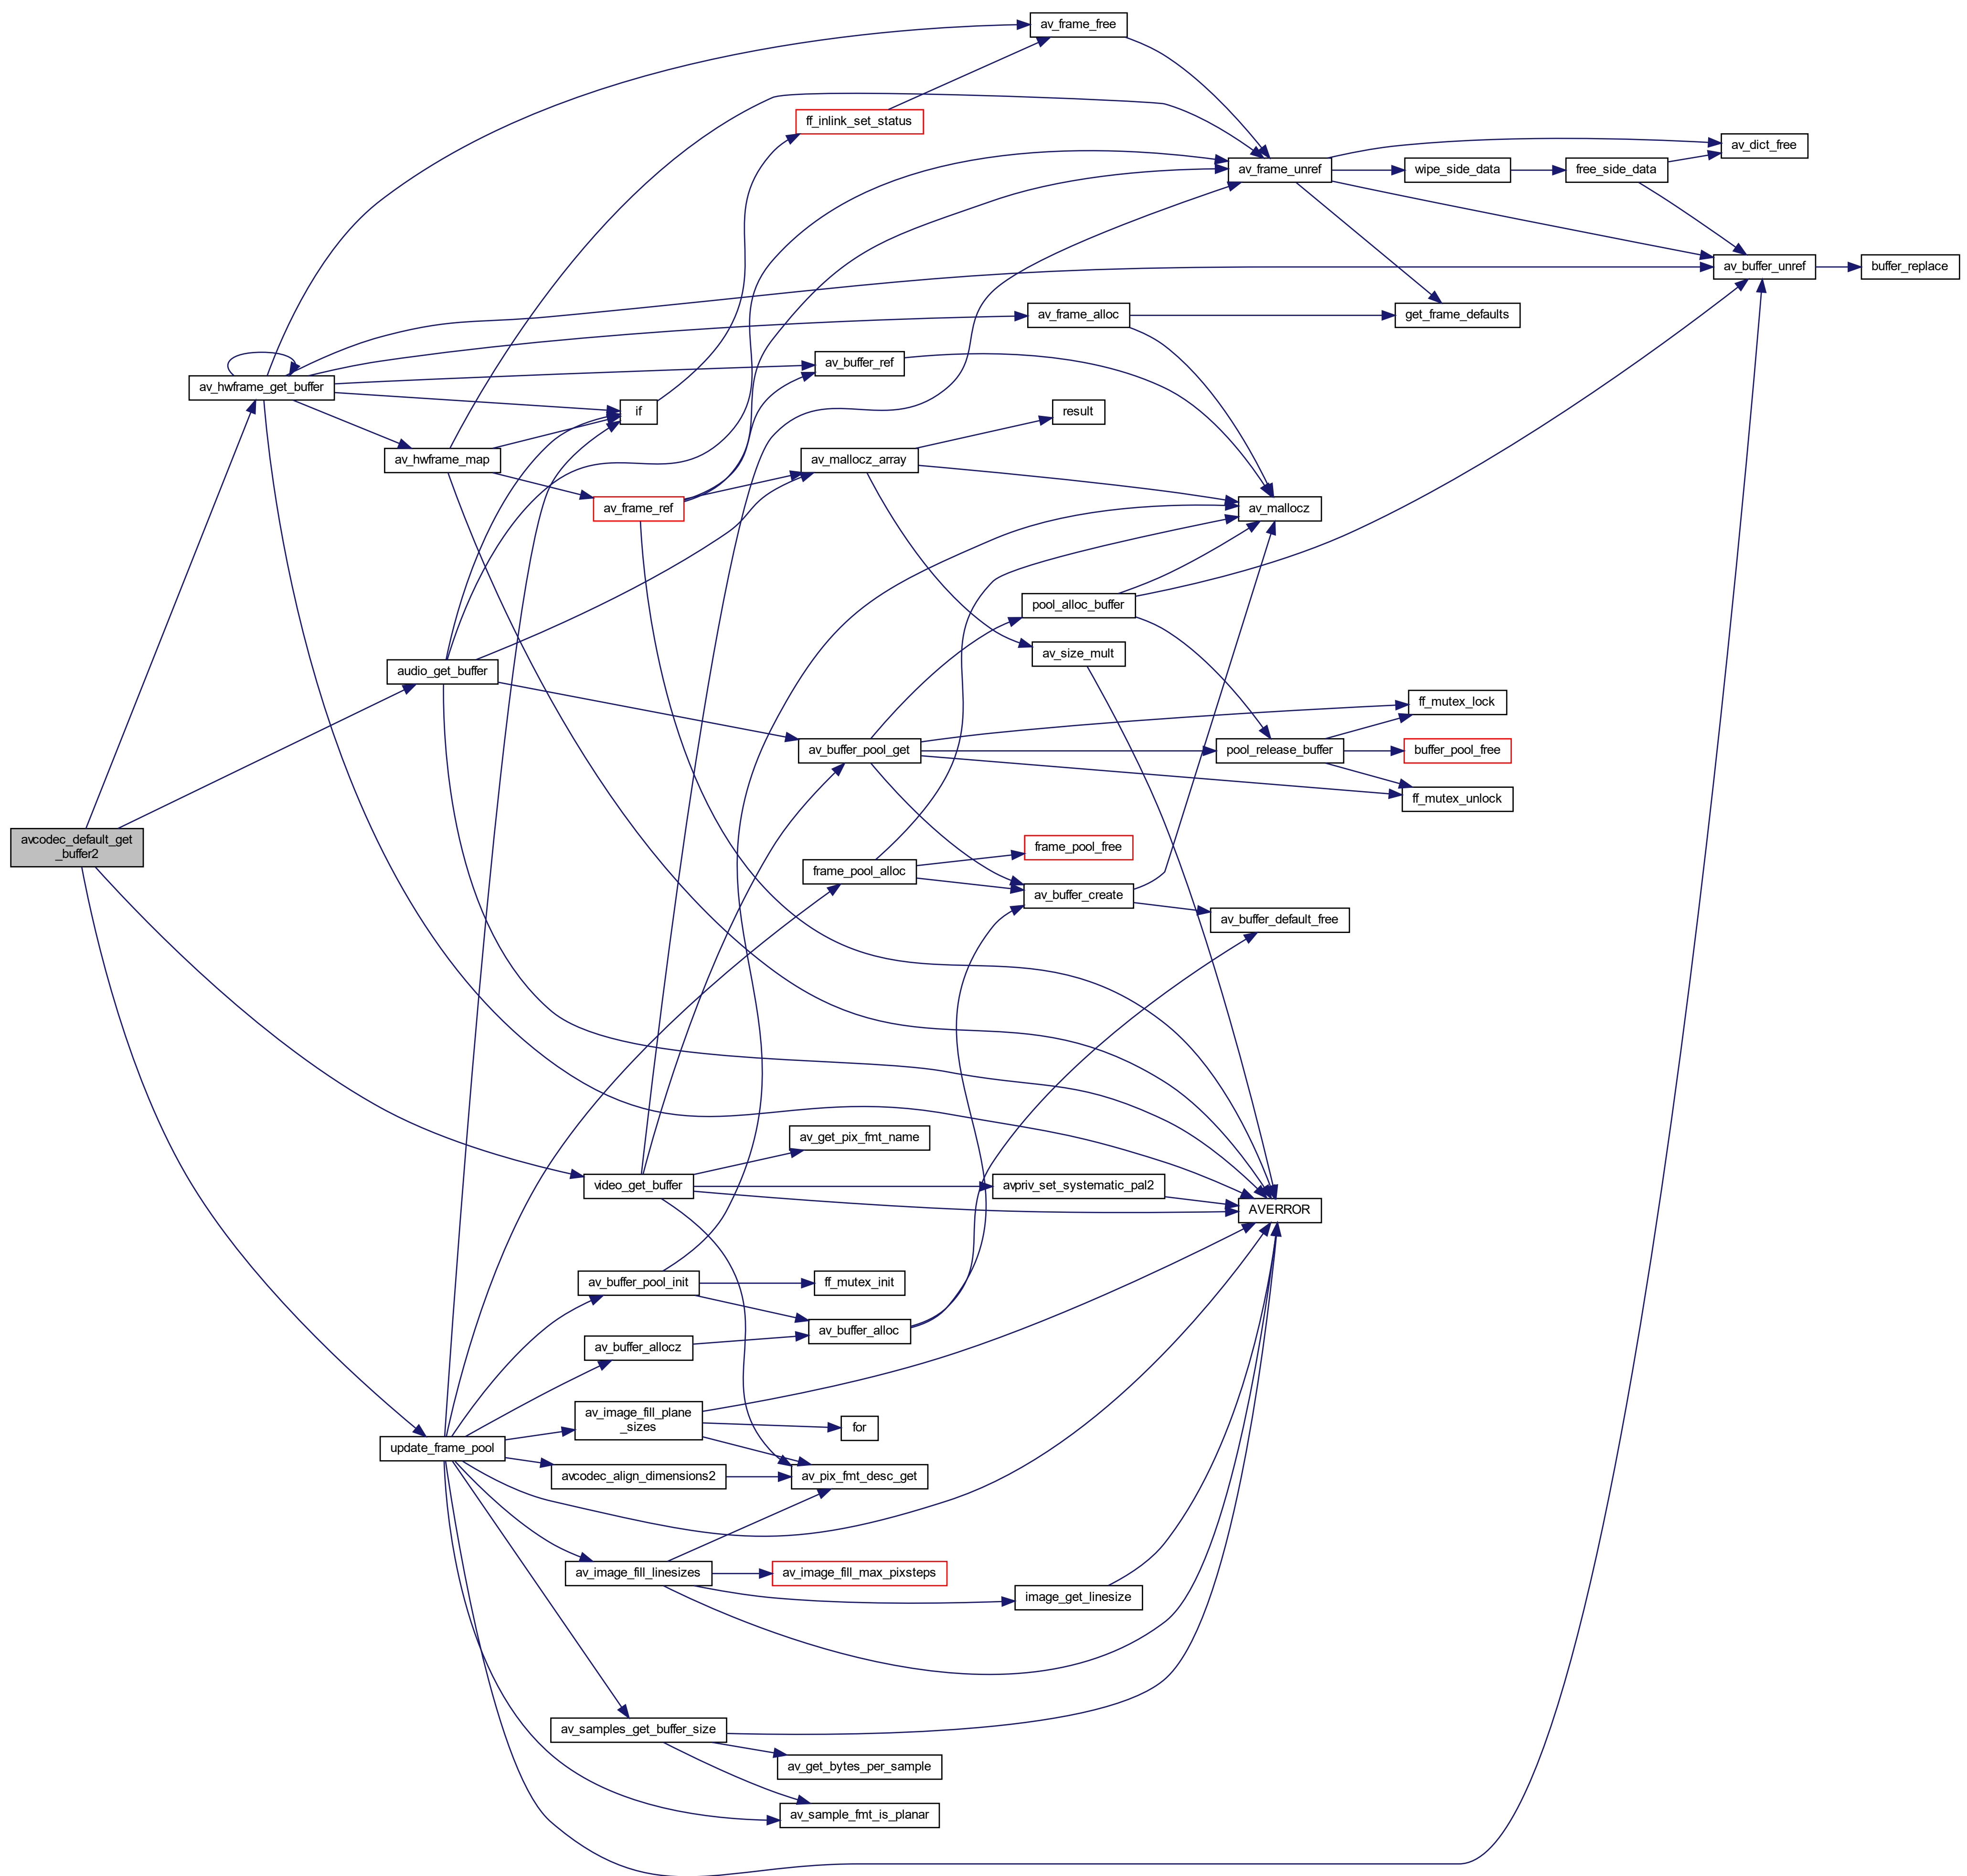 av_frame_free
ff_inlink_set_status
av_dict_free
av_frame_unref
wipe_side_data
free_side_data
av_buffer_unref
buffer_replace
av_frame_alloc
get_frame_defaults
av_buffer_ref
av_hwframe_get_buffer
if
result
av_hwframe_map
av_mallocz_array
av_frame_ref
av_mallocz
pool_alloc_buffer
av_size_mult
audio_get_buffer
ff_mutex_lock
av_buffer_pool_get
pool_release_buffer
buffer_pool_free
ff_mutex_unlock
avcodec_default_get
_buffer2
frame_pool_free
frame_pool_alloc
av_buffer_create
av_buffer_default_free
av_get_pix_fmt_name
video_get_buffer
avpriv_set_systematic_pal2
AVERROR
av_buffer_pool_init
ff_mutex_init
av_buffer_alloc
av_buffer_allocz
av_image_fill_plane
_sizes
for
update_frame_pool
avcodec_align_dimensions2
av_pix_fmt_desc_get
av_image_fill_linesizes
av_image_fill_max_pixsteps
image_get_linesize
av_samples_get_buffer_size
av_get_bytes_per_sample
av_sample_fmt_is_planar